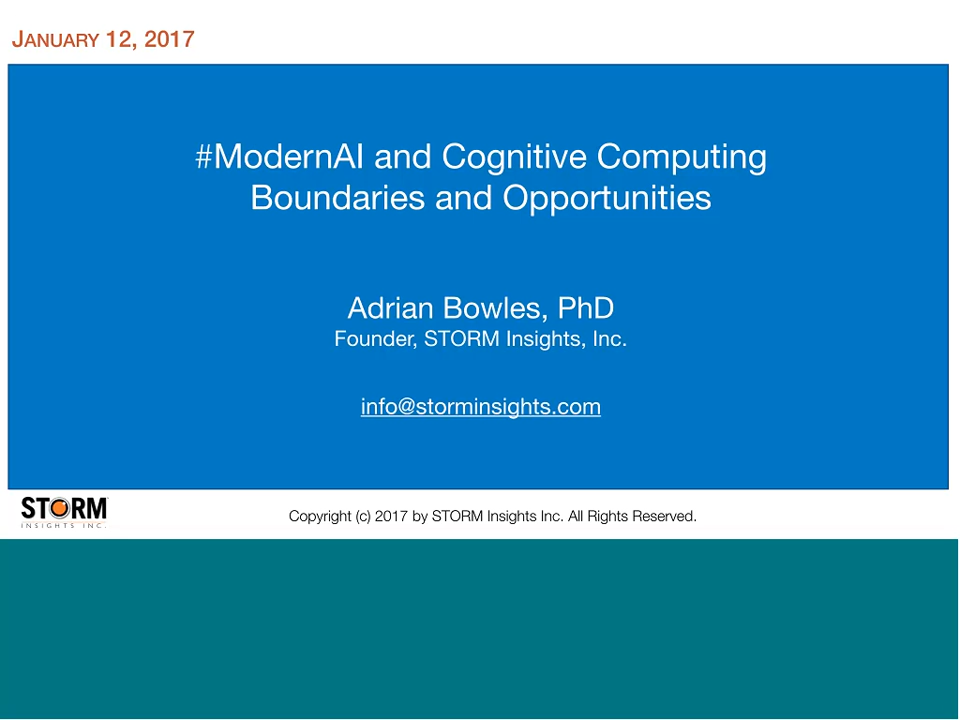 JANUARY 12, 2017
#ModernAI and Cognitive Computing
Boundaries and Opportunities
Adrian Bowles, PhD
Founder, STORM Insights, Inc.
info@storminsights.com
STORM
INSIGHTS INC.
Copyright (c) 2017 by STORM Insights Inc. All Rights Reserved.